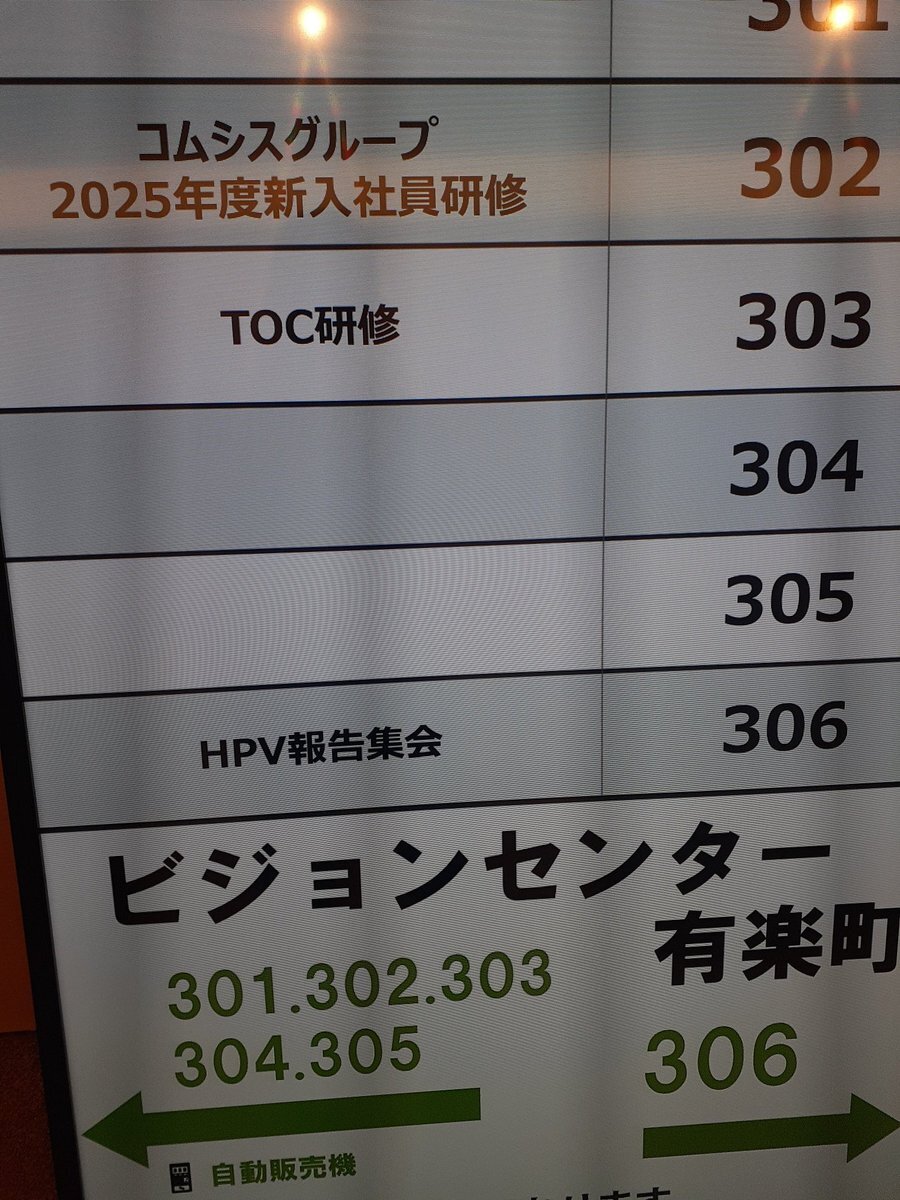 301
コムシスグループ
2025年度新入社員研修
302
TOC研修
303
304
305
HPV報告集会
306
ビジョンセンター
有楽町
301.302.303
304.305
306
自動販売機